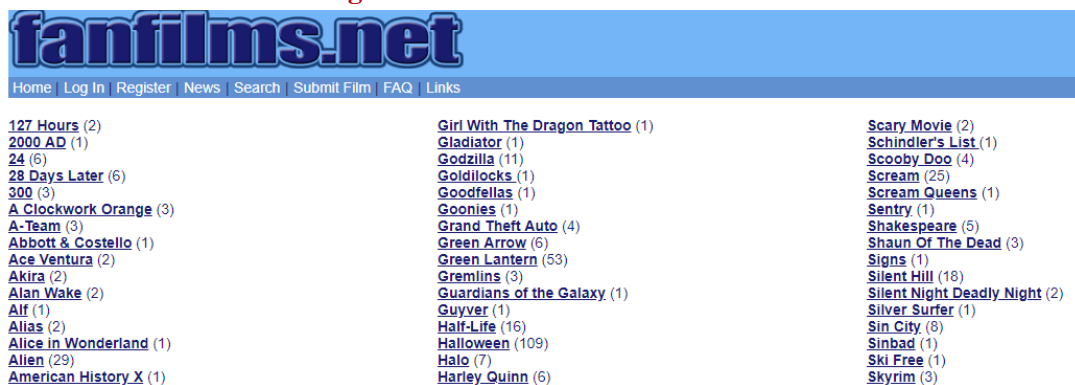 fanfilms.net
Home | Log In | Register | News | Search | Submit Film | FAQ | Links
127 Hours (2)
2000 AD (1)
24 (6)
28 Days Later (6)
300 (3)
A Clockwork Orange (3)
A-Team (3)
Abbott & Costello (1)
Ace Ventura (2)
Akira (2)
Alan Wake (2)
Alf (1)
Alias (2)
Alice in Wonderland (1)
Alien (29)
American History X (1)
Girl With The Dragon Tattoo (1)
Gladiator (1)
Godzilla (11)
Goldilocks (1)
Goodfellas (1)
Goonies (1)
Grand Theft Auto (4)
Green Arrow (6)
Green Lantern (53)
Gremlins (3)
Guardians of the Galaxy (1)
Guyver (1)
Half-Life (16)
Halloween (109)
Halo (7)
Harley Quinn (6)
Scary Movie (2)
Schindler's List (1)
Scooby Doo (4)
Scream (25)
Scream Queens (1)
Sentry (1)
Shakespeare (5)
Shaun Of The Dead (3)
Signs (1)
Silent Hill (18)
Silent Night Deadly Night (2)
Silver Surfer (1)
Sin City (8)
Sinbad (1)
Ski Free (1)
Skyrim (3)